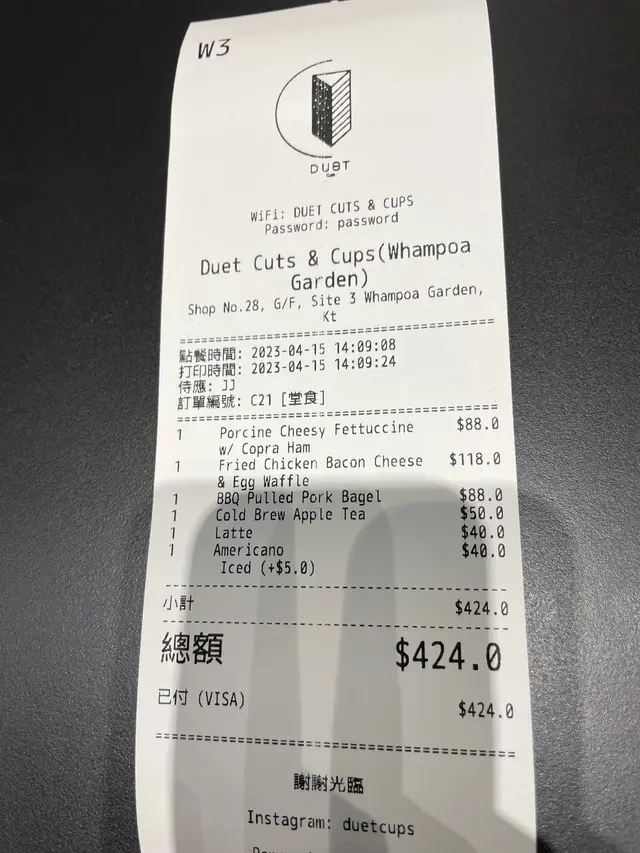 W3
DUET
WiFi: DUET CUTS & CUPS
Password: password
Duet Cuts & Cups(Whampoa
Garden)
Shop No.28, G/F, Site 3 Whampoa Garden,
Kt
點餐時間: 2023-04-15 14:09:08
打印時間: 2023-04-15 14:09:24
侍應: JJ
訂單編號: C21 [堂食]
1 Porcine Cheesy Fettuccine $88.0
w/ Copra Ham
1 Fried Chicken Bacon Cheese $118.0
& Egg Waffle
1 BBQ Pulled Pork Bagel $88.0
1 Cold Brew Apple Tea $50.0
1 Latte $40.0
1 Americano $40.0
Iced (+$5.0)
小計 $424.0
總額 $424.0
已付 (VISA) $424.0
謝謝光臨
Instagram: duetcups